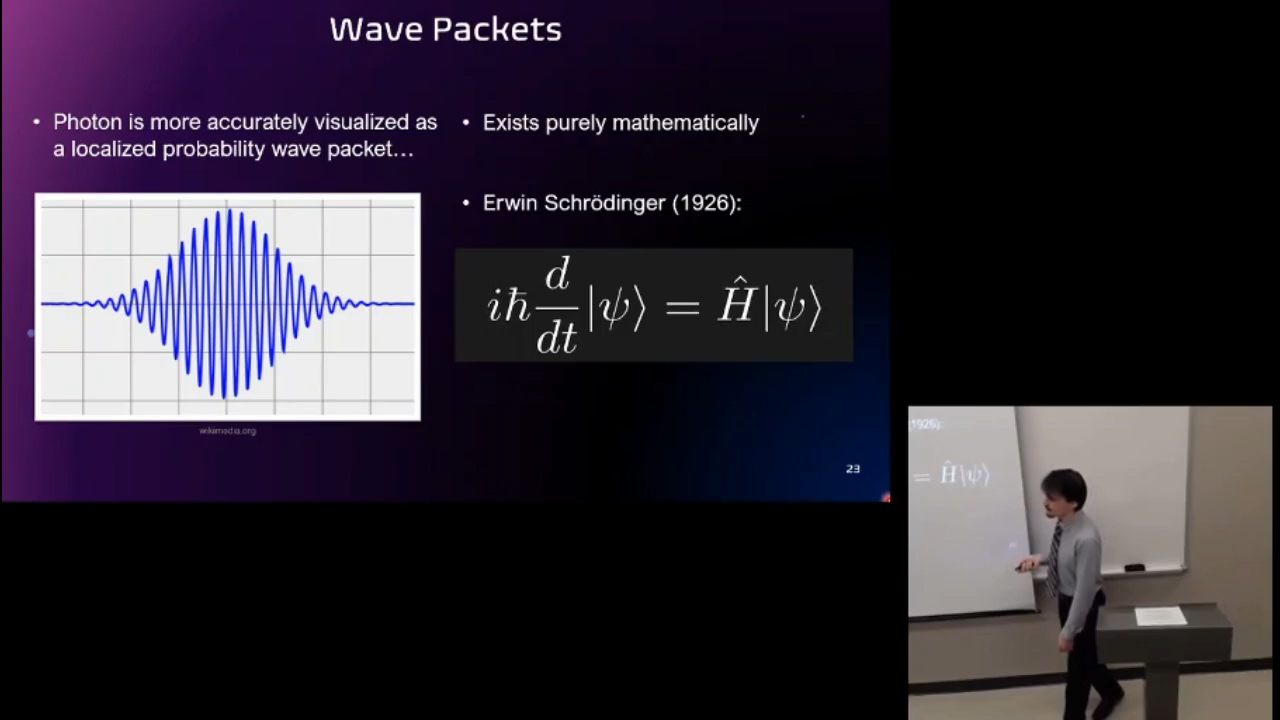 Wave Packets
• Photon is more accurately visualized as
a localized probability wave packet…
wikimedia.org
• Exists purely mathematically
• Erwin Schrödinger (1926):
iℏ d/dt |ψ⟩ = Ĥ|ψ⟩
23
(1926):
= Ĥ|ψ⟩